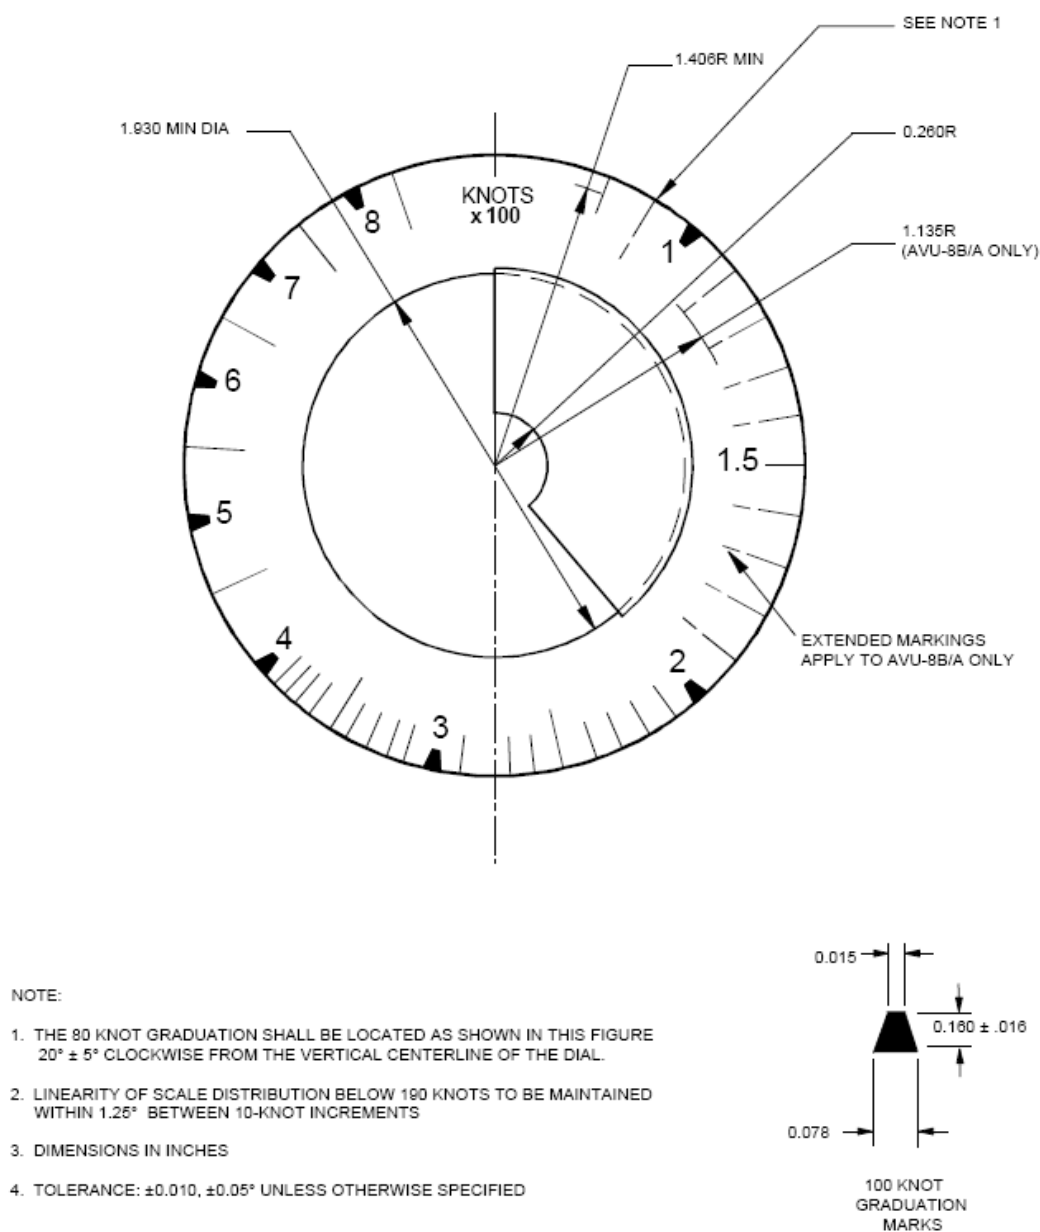 SEE NOTE 1
1.406R MIN
1.930 MIN DIA
0.260R
KNOTS
x 100
8
1
1.135R
(AVU-8B/A ONLY)
7
6
1.5
5
EXTENDED MARKINGS
APPLY TO AVU-8B/A ONLY
4
2
3
0.015
NOTE:
0.160 ± .016
1. THE 80 KNOT GRADUATION SHALL BE LOCATED AS SHOWN IN THIS FIGURE
20° ± 5° CLOCKWISE FROM THE VERTICAL CENTERLINE OF THE DIAL.
2. LINEARITY OF SCALE DISTRIBUTION BELOW 190 KNOTS TO BE MAINTAINED
WITHIN 1.25° BETWEEN 10-KNOT INCREMENTS
0.078
3. DIMENSIONS IN INCHES
4. TOLERANCE: ±0.010, ±0.05° UNLESS OTHERWISE SPECIFIED
100 KNOT
GRADUATION
MARKS